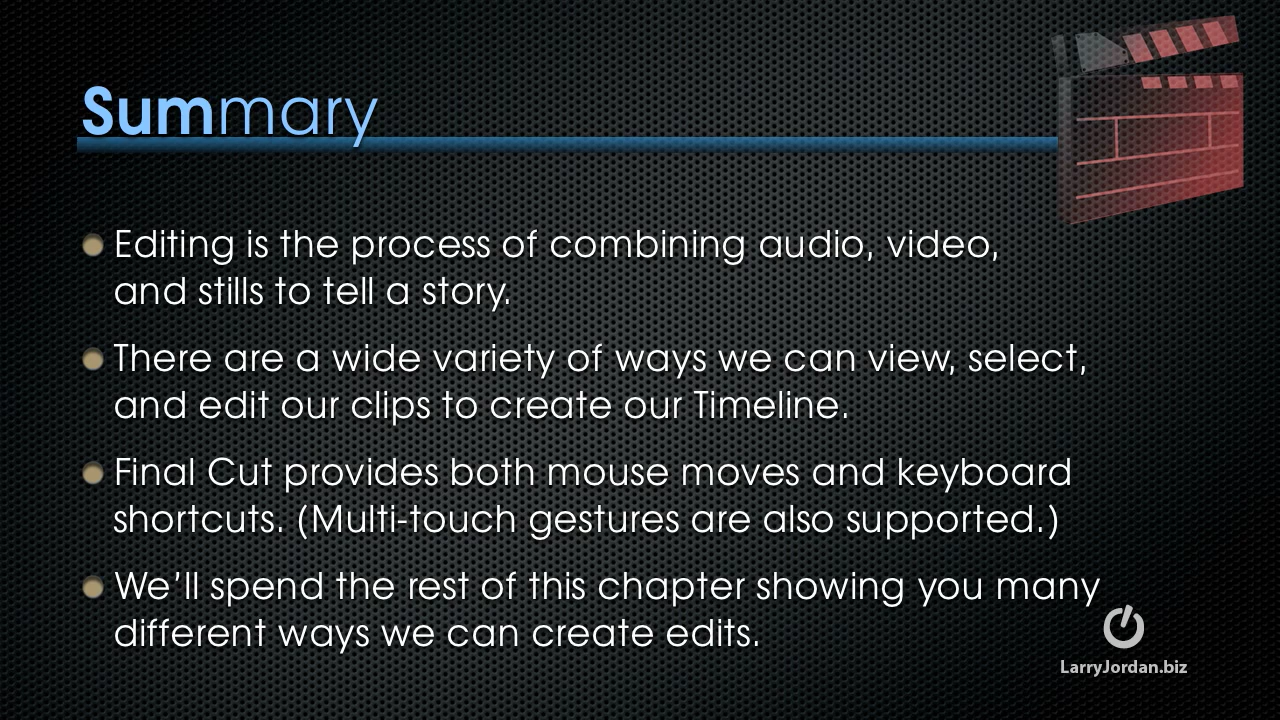 Summary
Editing is the process of combining audio, video,
and stills to tell a story.
There are a wide variety of ways we can view, select,
and edit our clips to create our Timeline.
Final Cut provides both mouse moves and keyboard
shortcuts. (Multi-touch gestures are also supported.)
We’ll spend the rest of this chapter showing you many
different ways we can create edits.
LarryJordan.biz